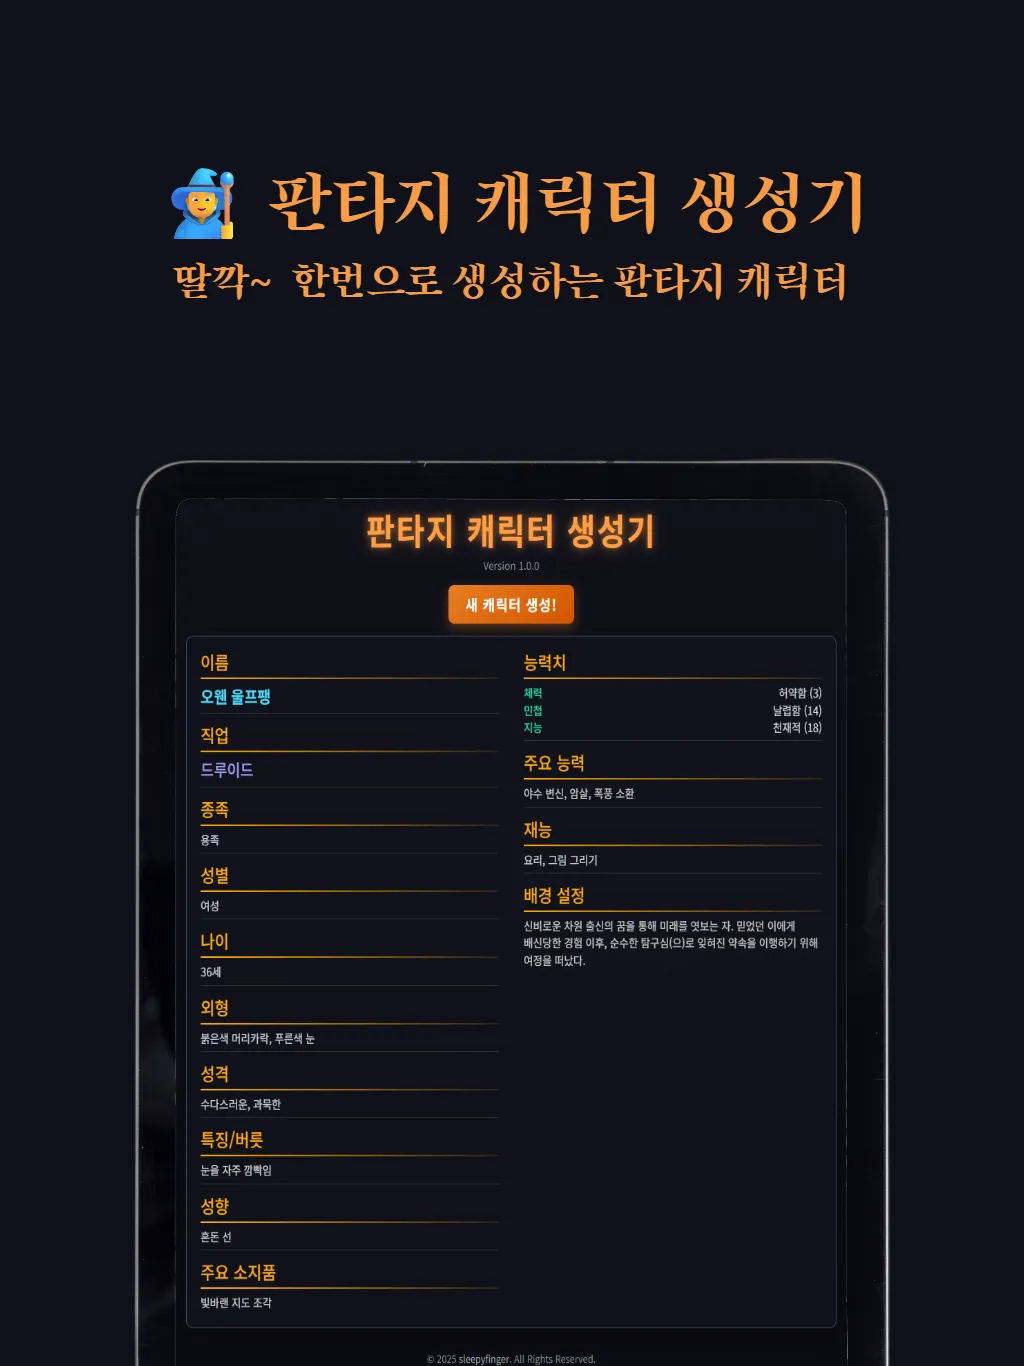 판타지 캐릭터 생성기
딸깍~ 한번으로 생성하는 판타지 캐릭터
판타지 캐릭터 생성기
Version 1.0.0
새 캐릭터 생성!
이름
오웬 울프팽
직업
드루이드
종족
용족
성별
여성
나이
36세
외형
붉은색 머리카락, 푸른색 눈
성격
수다스러운, 과묵한
특징/버릇
눈을 자주 깜빡임
성향
혼돈 선
주요 소지품
빛바랜 지도 조각
능력치
체력 허약함 (3)
민첩 날렵함 (14)
지능 천재적 (18)
주요 능력
야수 변신, 암살, 폭풍 소환
재능
요리, 그림 그리기
배경 설정
신비로운 차원 출신의 꿈을 통해 미래를 엿보는 자. 믿었던 이에게
배신당한 경험 이후, 순수한 탐구심(으)로 잊혀진 약속을 이행하기 위해
여정을 떠났다.
© 2025 sleepyfinger. All Rights Reserved.